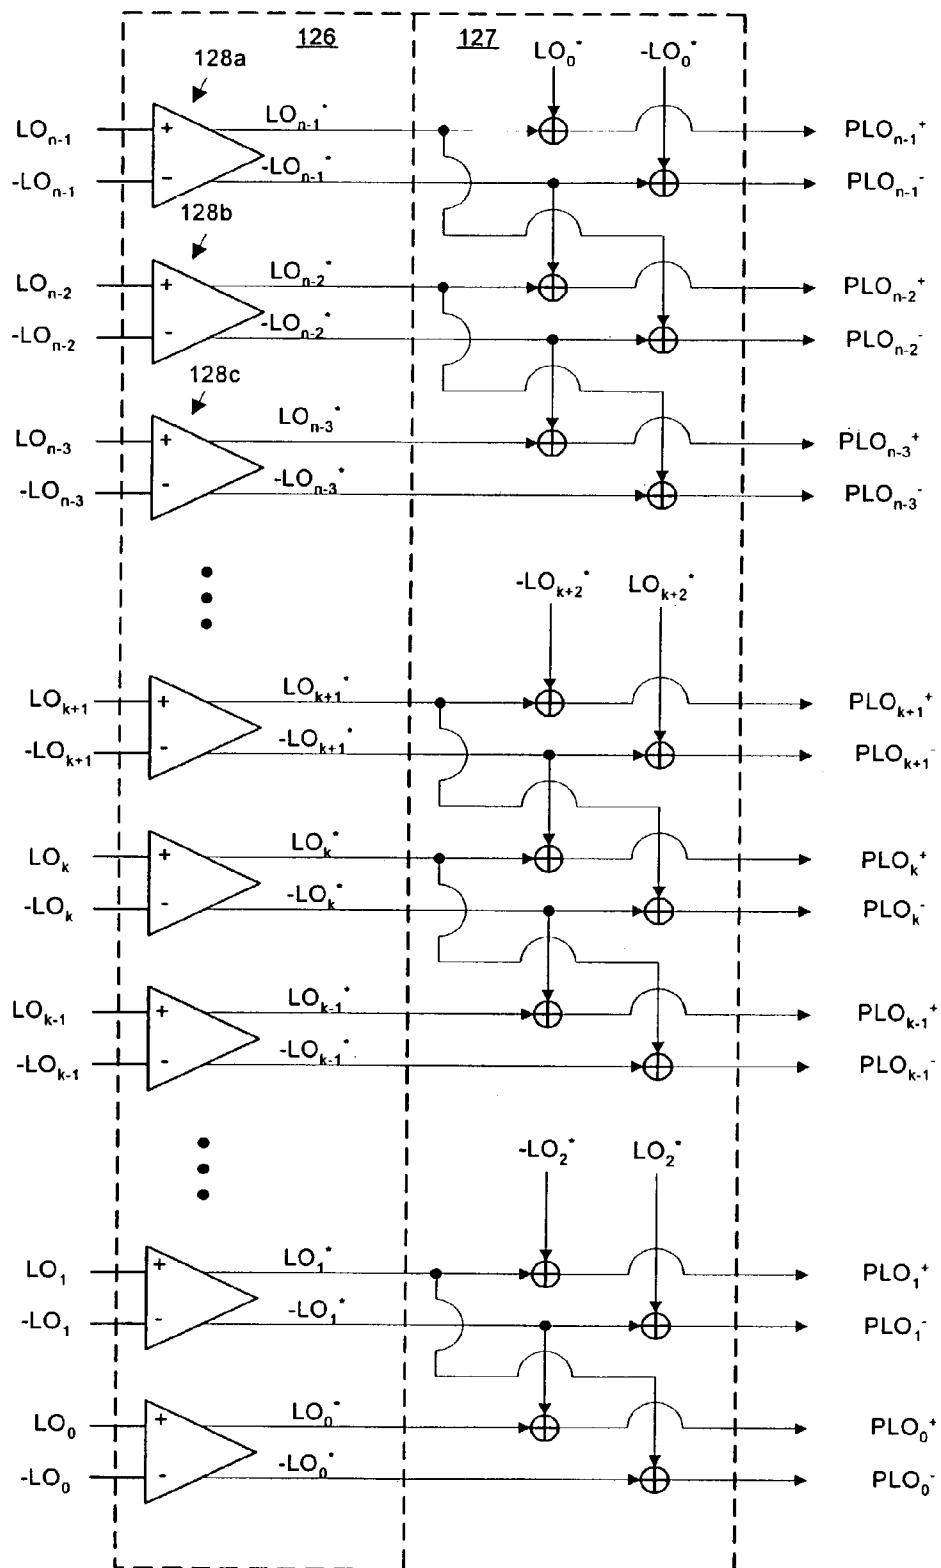 126
127
LO₀*
-LO₀*
128a
LOₙ₋₁
+
LOₙ₋₁*
PLOₙ₋₁⁺
-LOₙ₋₁
-
-LOₙ₋₁*
PLOₙ₋₁⁻
128b
LOₙ₋₂
+
LOₙ₋₂*
PLOₙ₋₂⁺
-LOₙ₋₂
-
-LOₙ₋₂*
PLOₙ₋₂⁻
128c
LOₙ₋₃
+
LOₙ₋₃*
PLOₙ₋₃⁺
-LOₙ₋₃
-
-LOₙ₋₃*
PLOₙ₋₃⁻
-LOₖ₊₂*
LOₖ₊₂*
LOₖ₊₁
+
LOₖ₊₁*
PLOₖ₊₁⁺
-LOₖ₊₁
-
-LOₖ₊₁*
PLOₖ₊₁⁻
LOₖ
+
LOₖ*
PLOₖ⁺
-LOₖ
-
-LOₖ*
PLOₖ⁻
LOₖ₋₁
+
LOₖ₋₁*
PLOₖ₋₁⁺
-LOₖ₋₁
-
-LOₖ₋₁*
PLOₖ₋₁⁻
-LO₂*
LO₂*
LO₁
+
LO₁*
PLO₁⁺
-LO₁
-
-LO₁*
PLO₁⁻
LO₀
+
LO₀*
PLO₀⁺
-LO₀
-
-LO₀*
PLO₀⁻